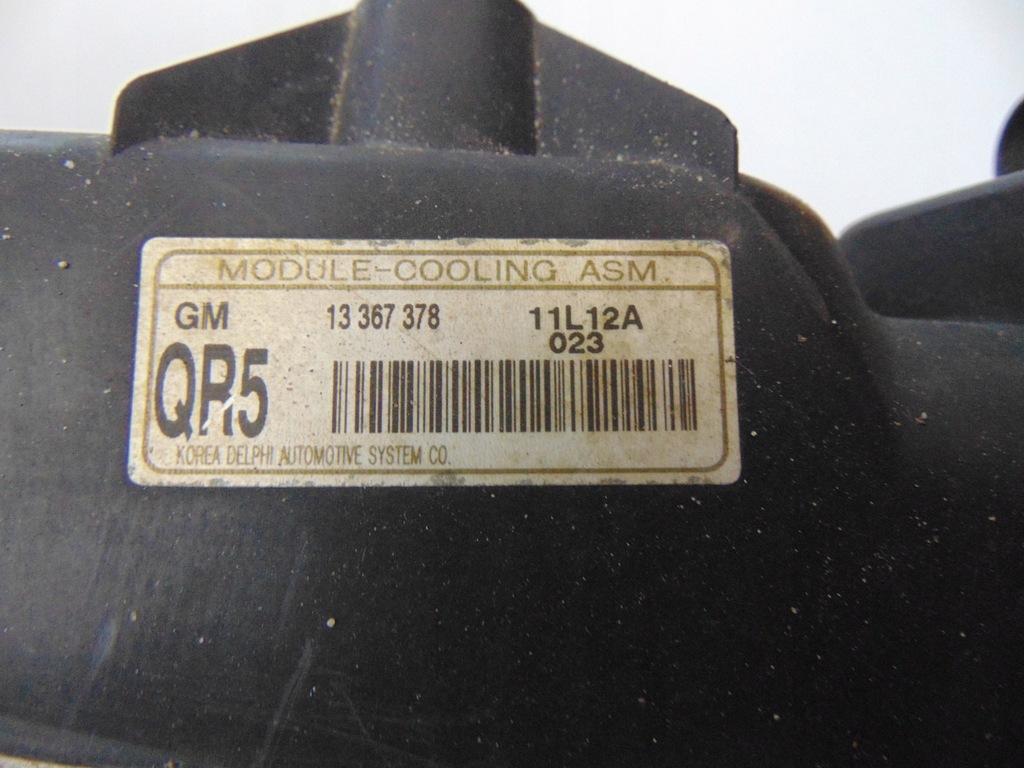 MODULE-COOLING ASM.
GM 13 367 378 11L12A
023
QR5
KOREA DELPHI AUTOMOTIVE SYSTEM CO.